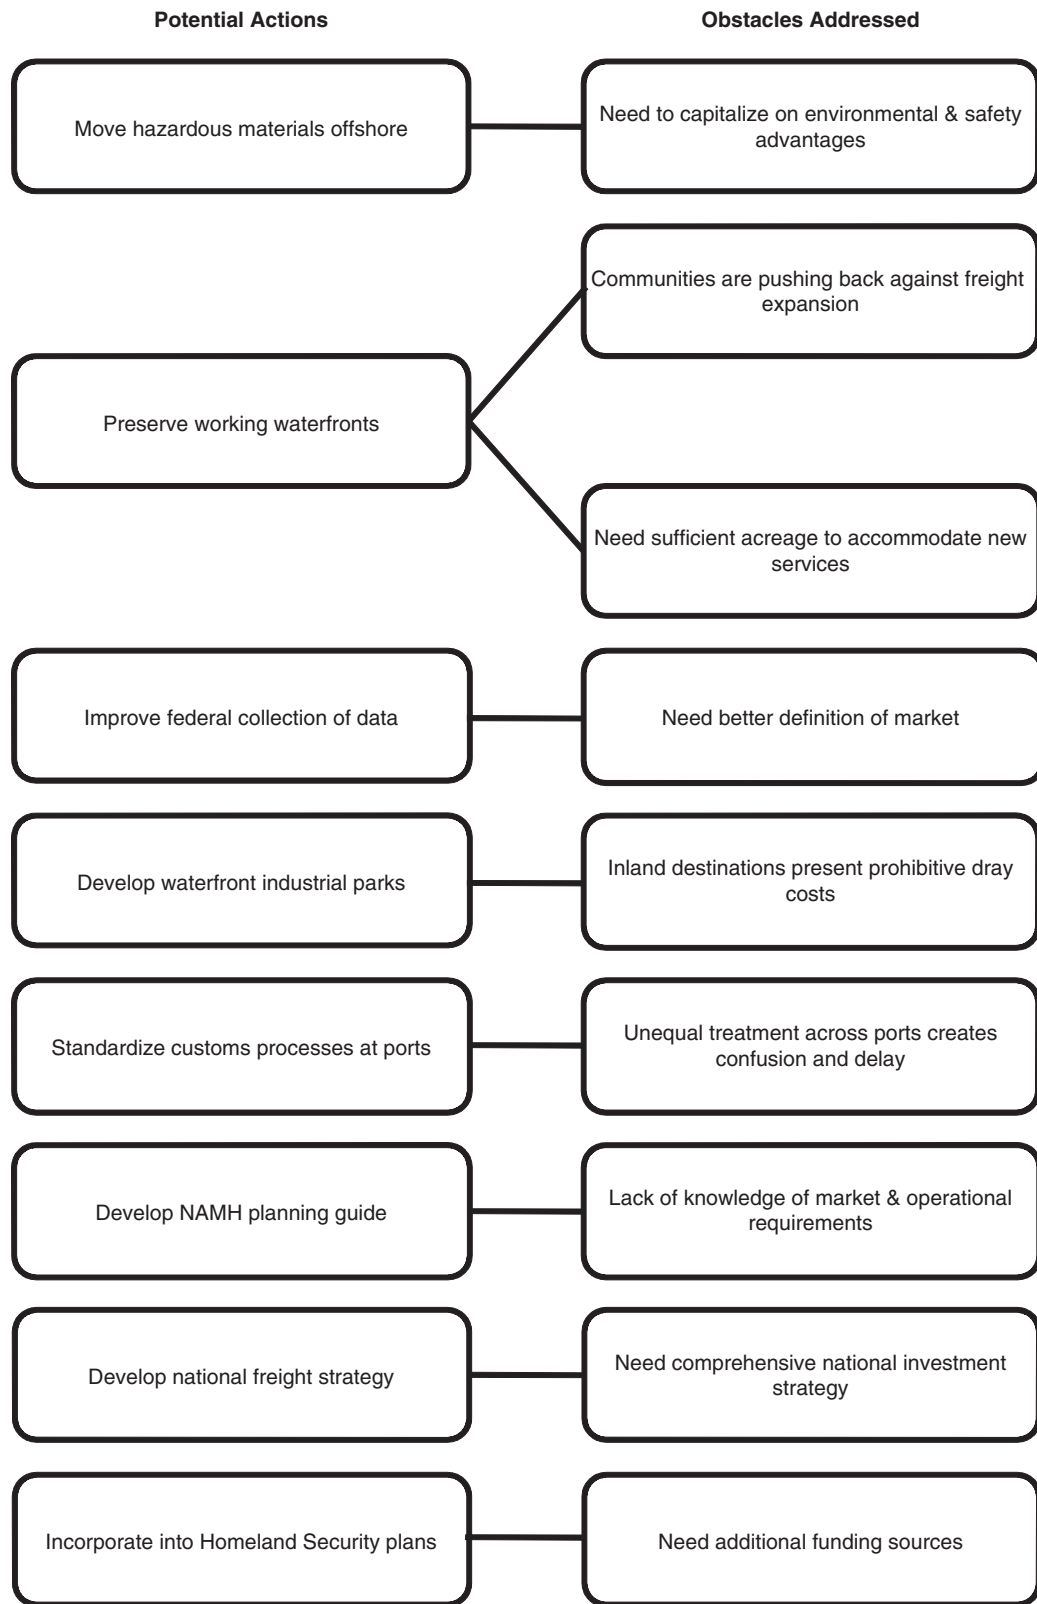 Potential Actions
Obstacles Addressed
Move hazardous materials offshore
Need to capitalize on environmental & safety
advantages
Communities are pushing back against freight
expansion
Preserve working waterfronts
Need sufficient acreage to accommodate new
services
Improve federal collection of data
Need better definition of market
Develop waterfront industrial parks
Inland destinations present prohibitive dray
costs
Standardize customs processes at ports
Unequal treatment across ports creates
confusion and delay
Develop NAMH planning guide
Lack of knowledge of market & operational
requirements
Develop national freight strategy
Need comprehensive national investment
strategy
Incorporate into Homeland Security plans
Need additional funding sources